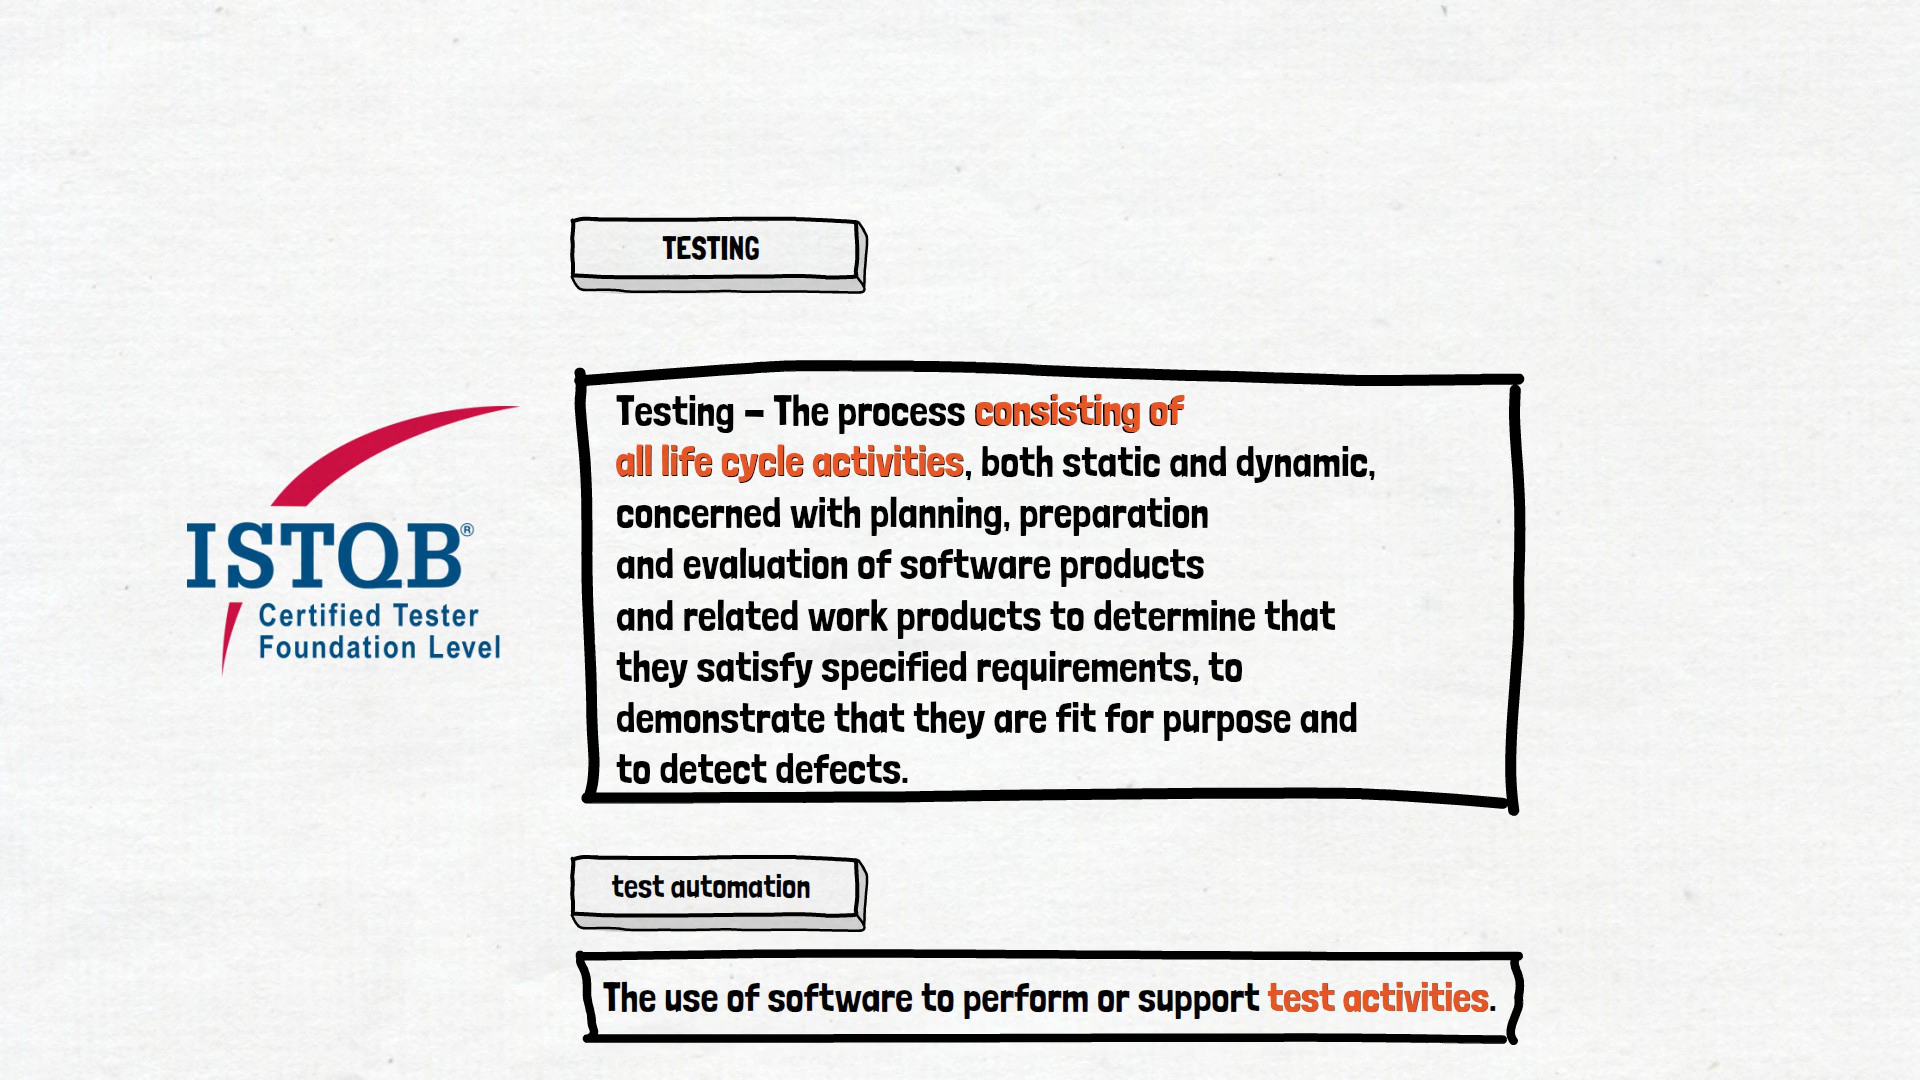 TESTING
Testing – The process consisting of
all life cycle activities, both static and dynamic,
concerned with planning, preparation
and evaluation of software products
and related work products to determine that
they satisfy specified requirements, to
demonstrate that they are fit for purpose and
to detect defects.
ISTQB®
Certified Tester
Foundation Level
test automation
The use of software to perform or support test activities.